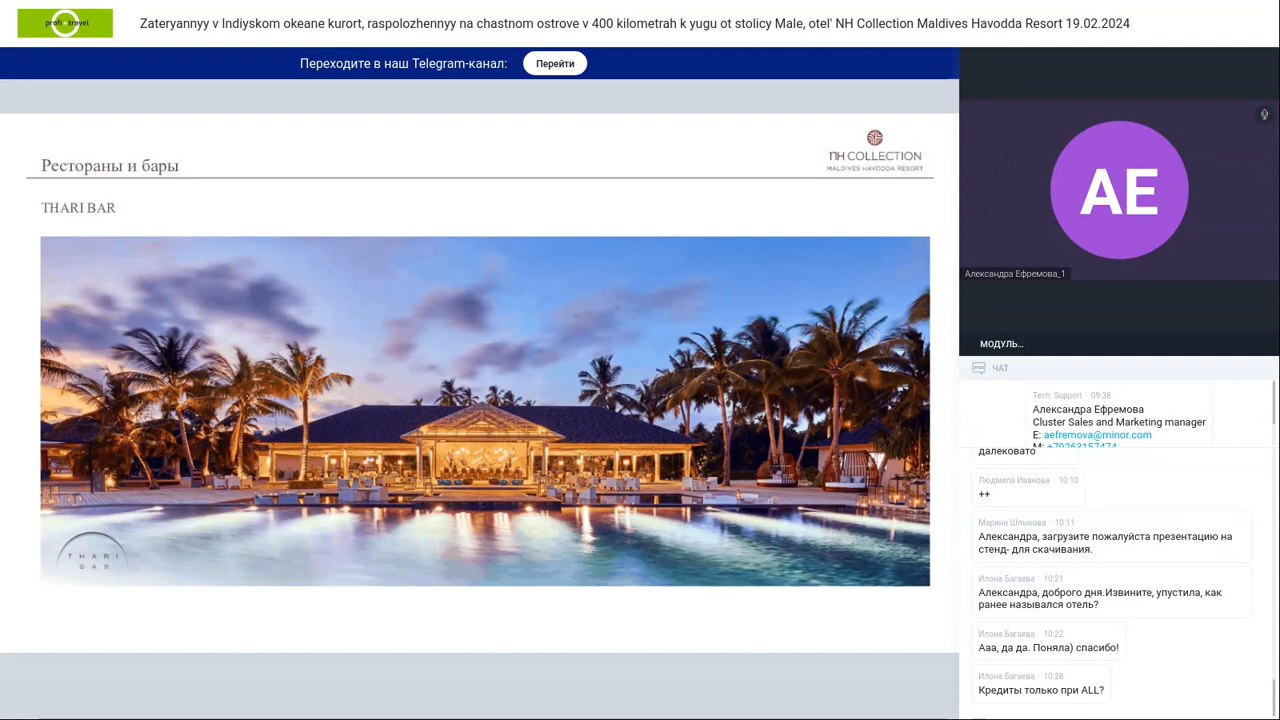 profi travel
Zateryannyy v Indiyskom okeane kurort, raspolozhennyy na ostrovnom ostrove v 400 kilometrah k yugu ot stolicy Male, otel' NH Collection Maldives Havodda Resort 19.02.2024
Переходите в наш Telegram-канал:
Перейти
Рестораны и бары
NH COLLECTION
MALDIVES HAVODDA RESORT
THARI BAR
THARI
BAR
AE
Александра Ефремова_1
МОДУЛЬ...
ЧАТ
Tech. Support 09:36
Александра Ефремова
Cluster Sales and Marketing manager
E: aefremova@minor.com
M: +79263157474
далековато
Людмила Иванова 10:10
++
Марина Шлыкова 10:11
Александра, загрузите пожалуйста презентацию на
стенд- для скачивания.
Илона Багаева 10:21
Александра, доброго дня.Извините, упустила, как
ранее назывался отель?
Илона Багаева 10:22
Ааа, да да. Поняла) спасибо!
Илона Багаева 10:28
Кредиты только при ALL?